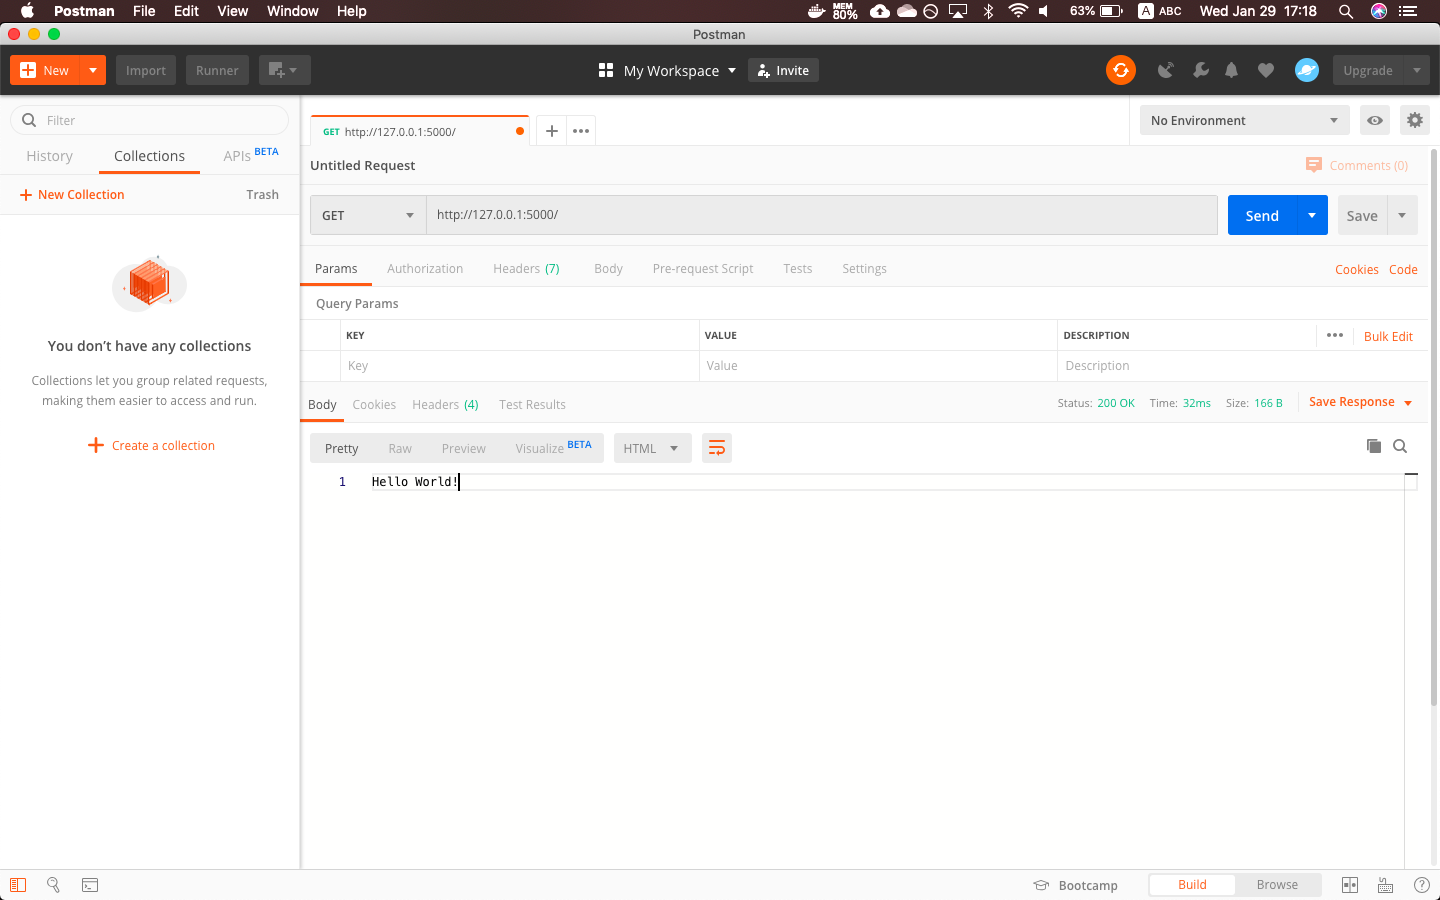 Postman File Edit View Window Help MEM 80% 63% A ABC Wed Jan 29 17:18
Postman
New Import Runner My Workspace Invite Upgrade
Filter
GET http://127.0.0.1:5000/
No Environment
History Collections APIs BETA
Untitled Request Comments (0)
New Collection Trash
GET http://127.0.0.1:5000/ Send Save
Params Authorization Headers (7) Body Pre-request Script Tests Settings Cookies Code
Query Params
KEY VALUE DESCRIPTION Bulk Edit
Key Value Description
You don't have any collections
Collections let you group related requests,
making them easier to access and run.
Create a collection
Body Cookies Headers (4) Test Results Status: 200 OK Time: 32ms Size: 166 B Save Response
Pretty Raw Preview Visualize BETA HTML
1 Hello World!
Bootcamp Build Browse